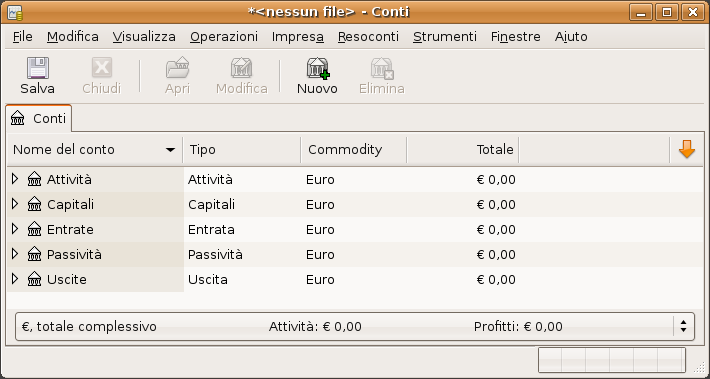 *<nessun file> - Conti
File Modifica Visualizza Operazioni Impresa Resoconti Strumenti Finestre Aiuto
Salva Chiudi Apri Modifica Nuovo Elimina
Conti
Nome del conto Tipo Commodity Totale
Attività Attività Euro € 0,00
Capitali Capitali Euro € 0,00
Entrate Entrata Euro € 0,00
Passività Passività Euro € 0,00
Uscite Uscita Euro € 0,00
€, totale complessivo Attività: € 0,00 Profitti: € 0,00